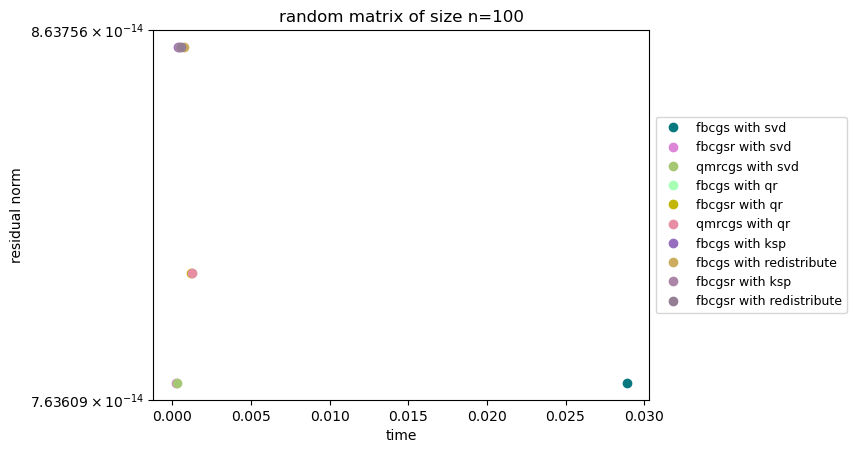 random matrix of size n=100
8.63756 × 10⁻¹⁴
7.63609 × 10⁻¹⁴
residual norm
0.000 0.005 0.010 0.015 0.020 0.025 0.030
time
fbcgs with svd
fbcgsr with svd
qmrcgs with svd
fbcgs with qr
fbcgsr with qr
qmrcgs with qr
fbcgs with ksp
fbcgs with redistribute
fbcgsr with ksp
fbcgsr with redistribute